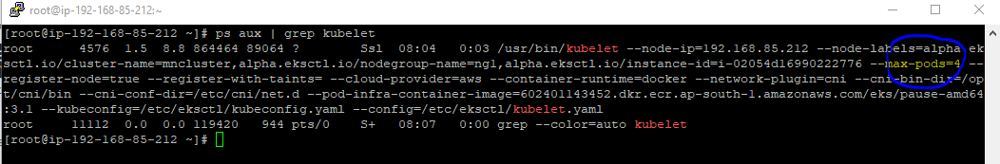 root@ip-192-168-85-212:~
[root@ip-192-168-85-212 ~]# ps aux | grep kubelet
root      4576  1.5  8.8 864464 89064 ?        Ssl  08:04   0:03 /usr/bin/kubelet --node-ip=192.168.85.212 --node-labels=alpha.ek
sctl.io/cluster-name=mncluster,alpha.eksctl.io/nodegroup-name=ng1,alpha.eksctl.io/instance-id=i-02054d16990222776 --max-pods=4 --
register-node=true --register-with-taints= --cloud-provider=aws --container-runtime=docker --network-plugin=cni --cni-bin-dir=/op
t/cni/bin --cni-conf-dir=/etc/cni/net.d --pod-infra-container-image=602401143452.dkr.ecr.ap-south-1.amazonaws.com/eks/pause-amd64
:3.1 --kubeconfig=/etc/eksctl/kubeconfig.yaml --config=/etc/eksctl/kubelet.yaml
root     11112  0.0  0.0 119420   944 pts/0    S+   08:07   0:00 grep --color=auto kubelet
[root@ip-192-168-85-212 ~]#